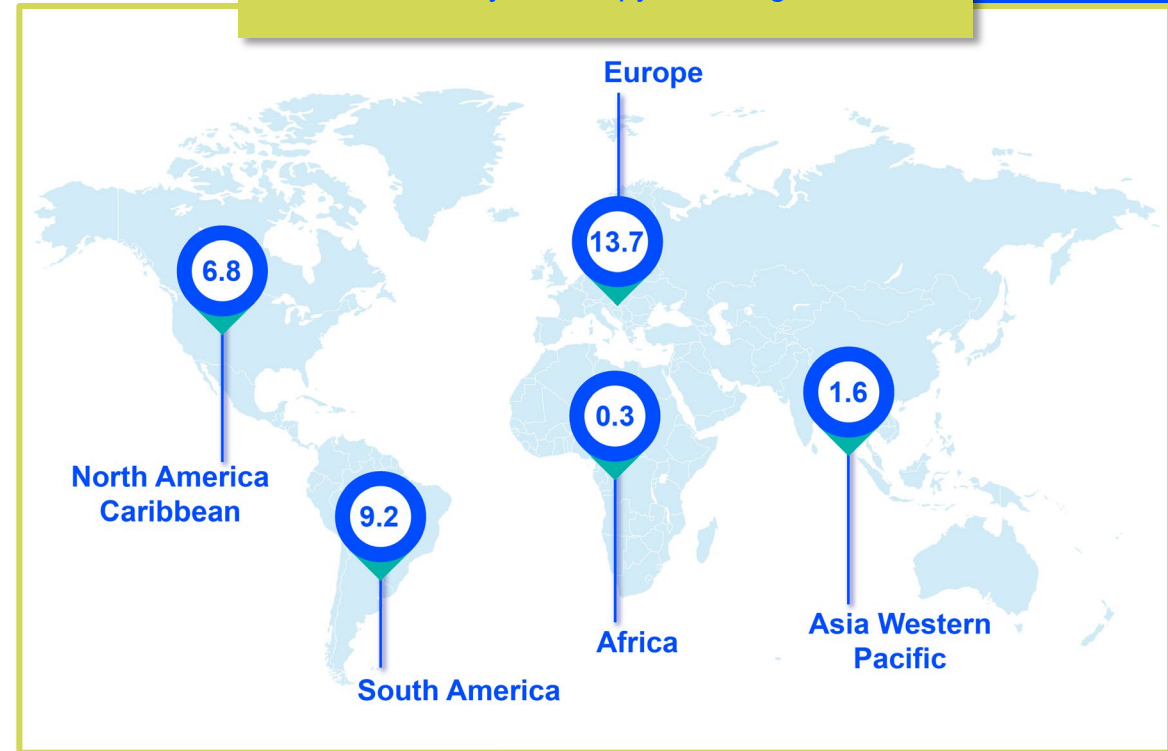 Europe
13.7
6.8
1.6
0.3
North America
Caribbean
9.2
Asia Western
Pacific
Africa
South America